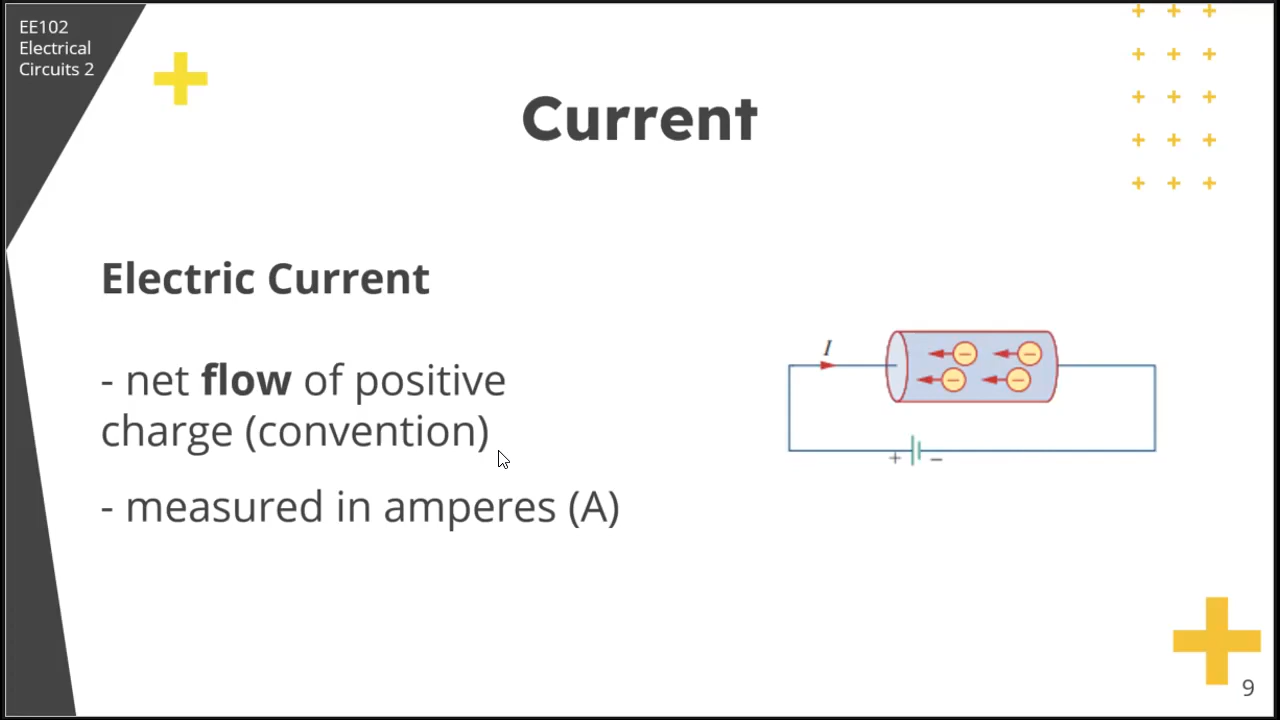 EE102
Electrical
Circuits 2
Current
Electric Current
- net flow of positive
charge (convention)
- measured in amperes (A)
I
+ −
9